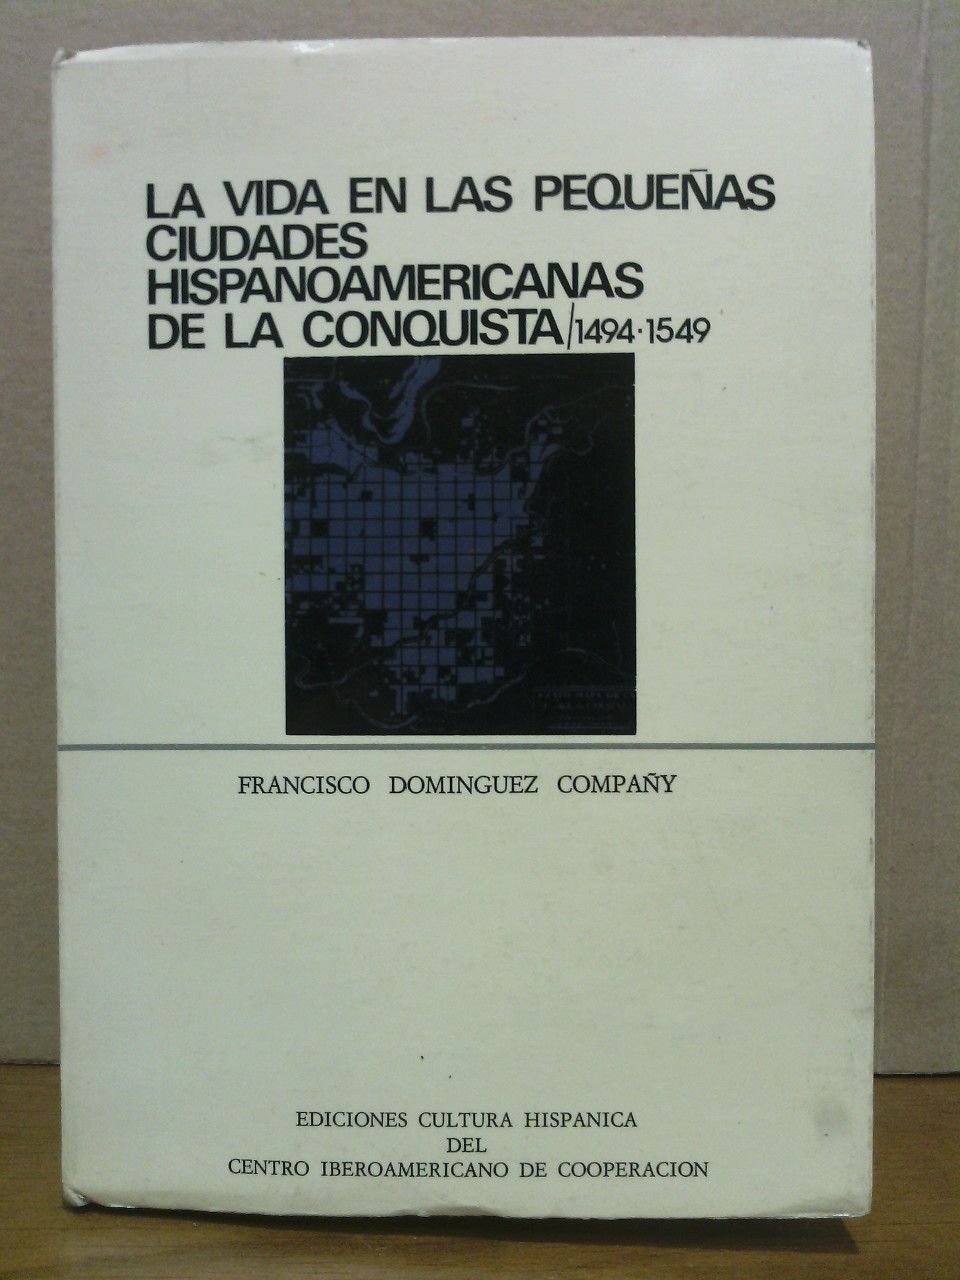 LA VIDA EN LAS PEQUEÑAS
CIUDADES
HISPANOAMERICANAS
DE LA CONQUISTA/1494·1549
FRANCISCO DOMINGUEZ COMPAÑY
EDICIONES CULTURA HISPANICA
DEL
CENTRO IBEROAMERICANO DE COOPERACION